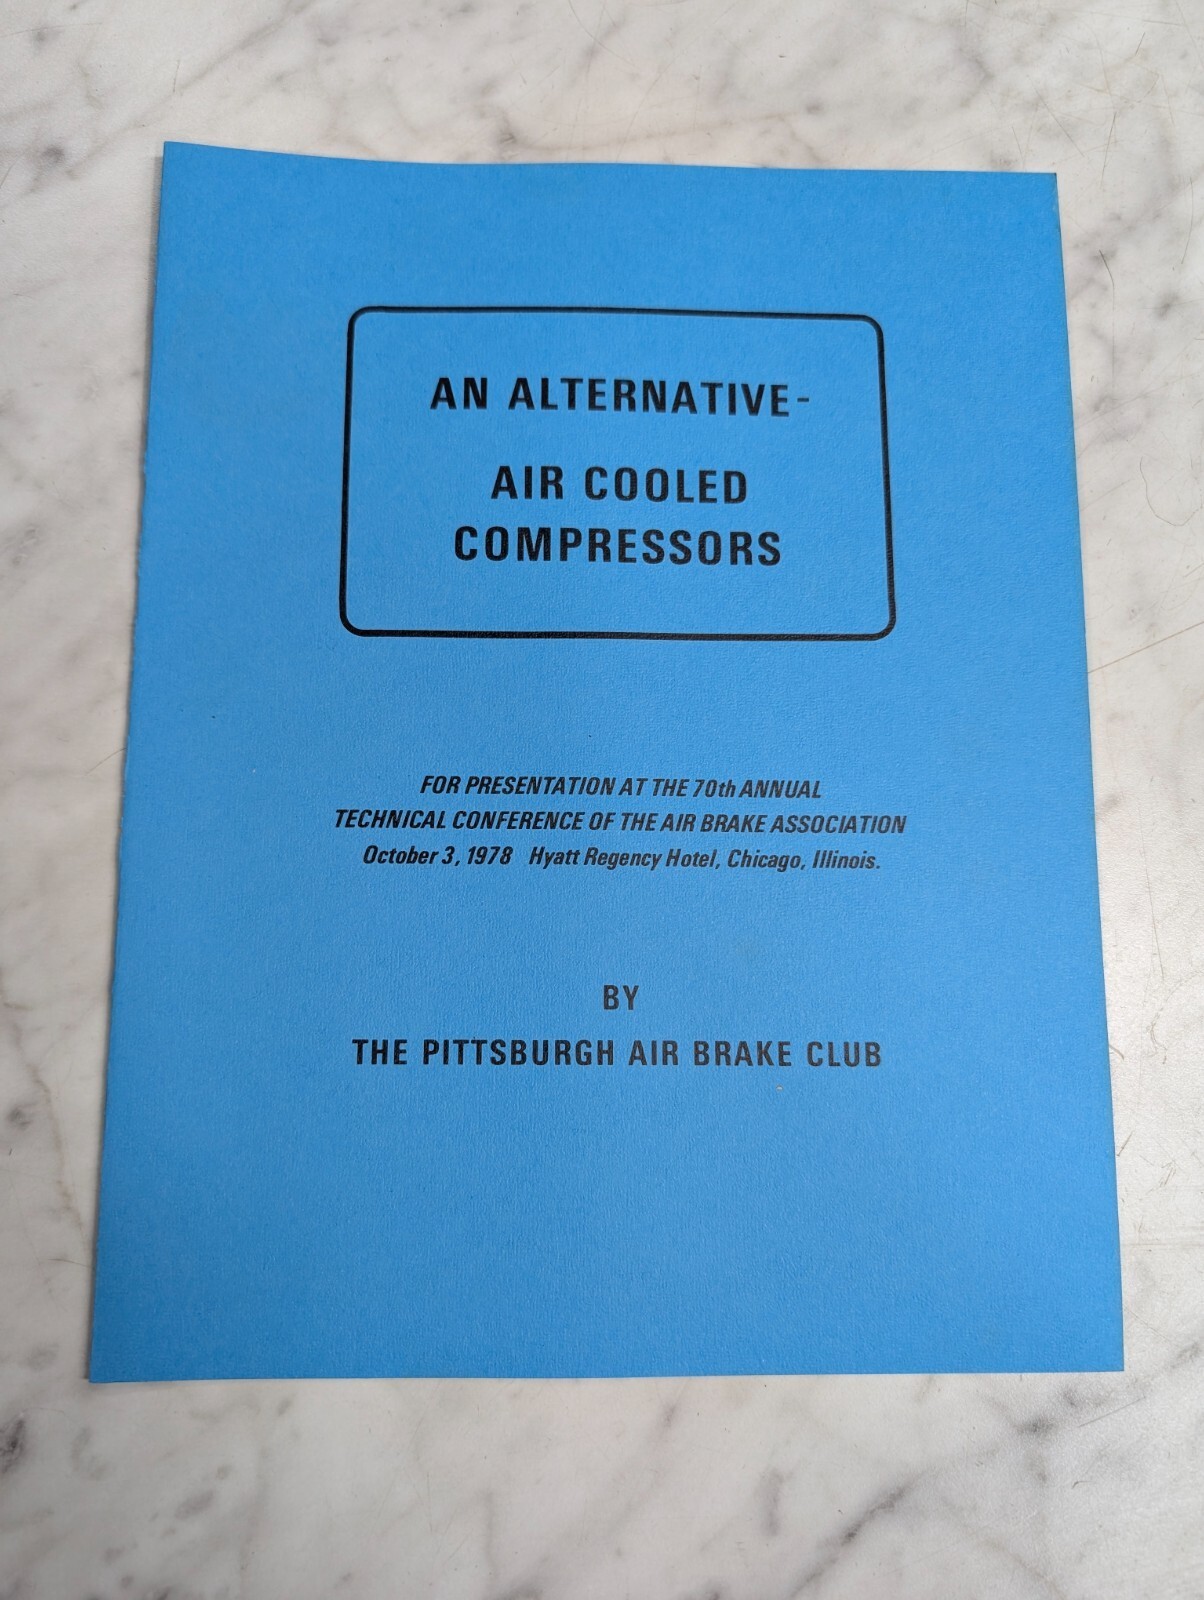 AN ALTERNATIVE-
AIR COOLED
COMPRESSORS
FOR PRESENTATION AT THE 70th ANNUAL
TECHNICAL CONFERENCE OF THE AIR BRAKE ASSOCIATION
October 3, 1978 Hyatt Regency Hotel, Chicago, Illinois.
BY
THE PITTSBURGH AIR BRAKE CLUB